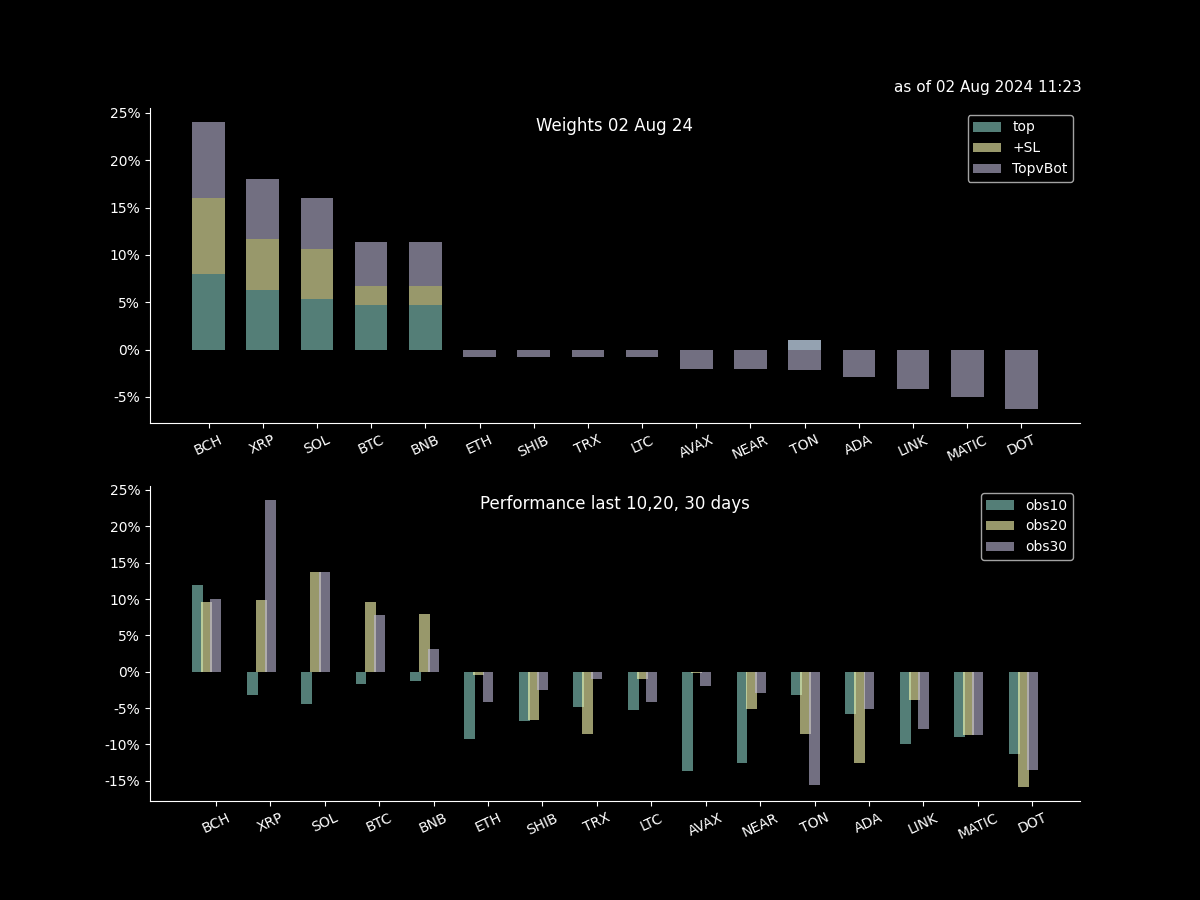 as of 02 Aug 2024 11:23
Weights 02 Aug 24
top
+SL
TopvBot
25%
20%
15%
10%
5%
0%
-5%
BCH XRP SOL BTC BNB ETH SHIB TRX LTC AVAX NEAR TON ADA LINK MATIC DOT
Performance last 10,20, 30 days
obs10
obs20
obs30
25%
20%
15%
10%
5%
0%
-5%
-10%
-15%
BCH XRP SOL BTC BNB ETH SHIB TRX LTC AVAX NEAR TON ADA LINK MATIC DOT